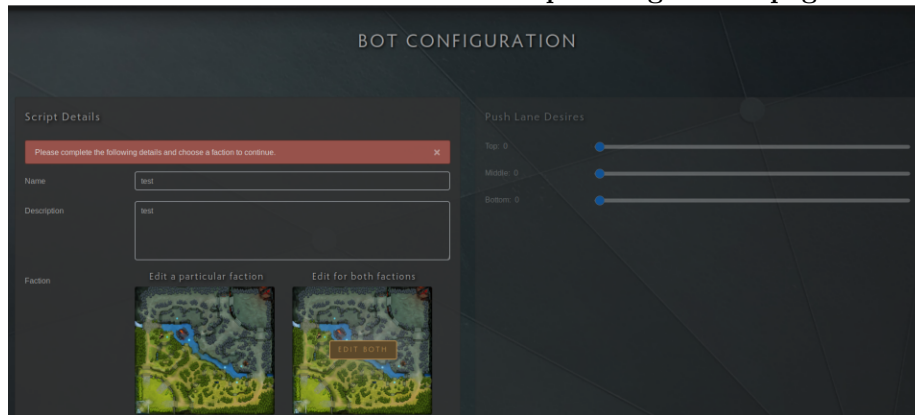 BOT CONFIGURATION
Script Details
Please complete the following details and choose a faction to continue. ×
Name
test
Description
test
Faction
Edit a particular faction
Edit for both factions
EDIT BOTH
Push Lane Desires
Top: 0
Middle: 0
Bottom: 0